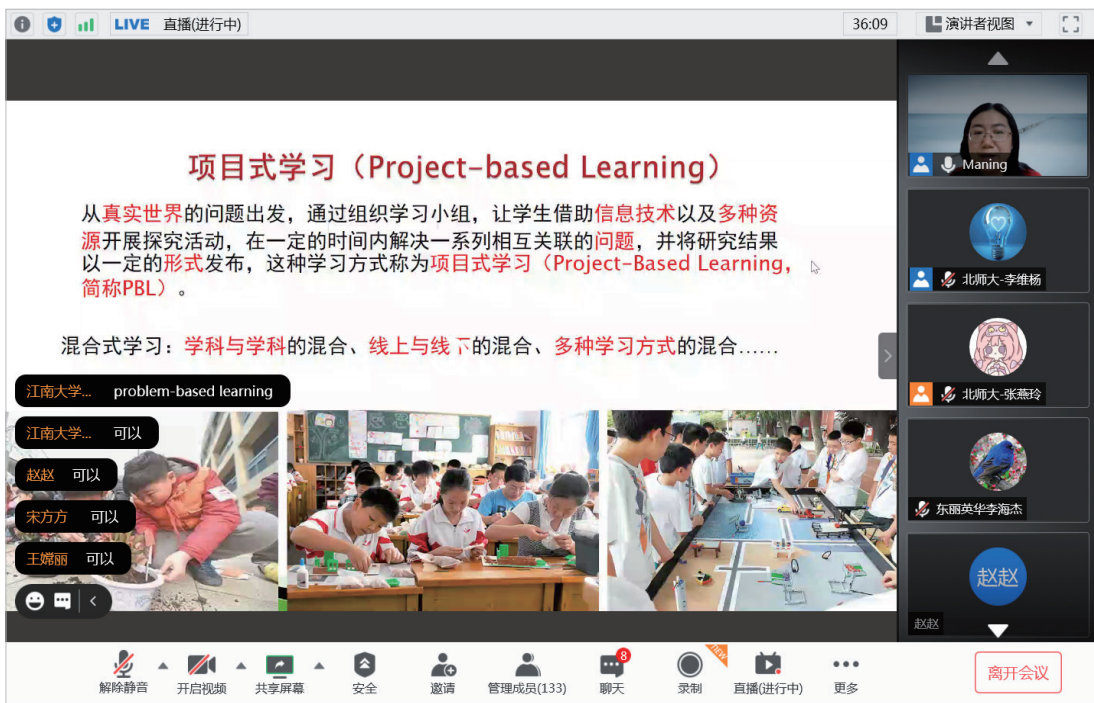 LIVE 直播(进行中)
36:09
演讲者视图
项目式学习（Project-based Learning）
从真实世界的问题出发，通过组织学习小组，让学生借助信息技术以及多种资
源开展探究活动，在一定的时间内解决一系列相互关联的问题，并将研究结果
以一定的形式发布，这种学习方式称为项目式学习（Project-Based Learning，
简称PBL）。
混合式学习：学科与学科的混合、线上与线下的混合、多种学习方式的混合……
江南大学... problem-based learning
江南大学... 可以
赵赵 可以
宋方方 可以
王嫦丽 可以
Maning
北师大-李维杨
北师大-张燕玲
东丽英华李海杰
赵赵
赵赵
解除静音
开启视频
共享屏幕
安全
邀请
管理成员(133)
8
聊天
NEW
录制
直播(进行中)
更多
离开会议